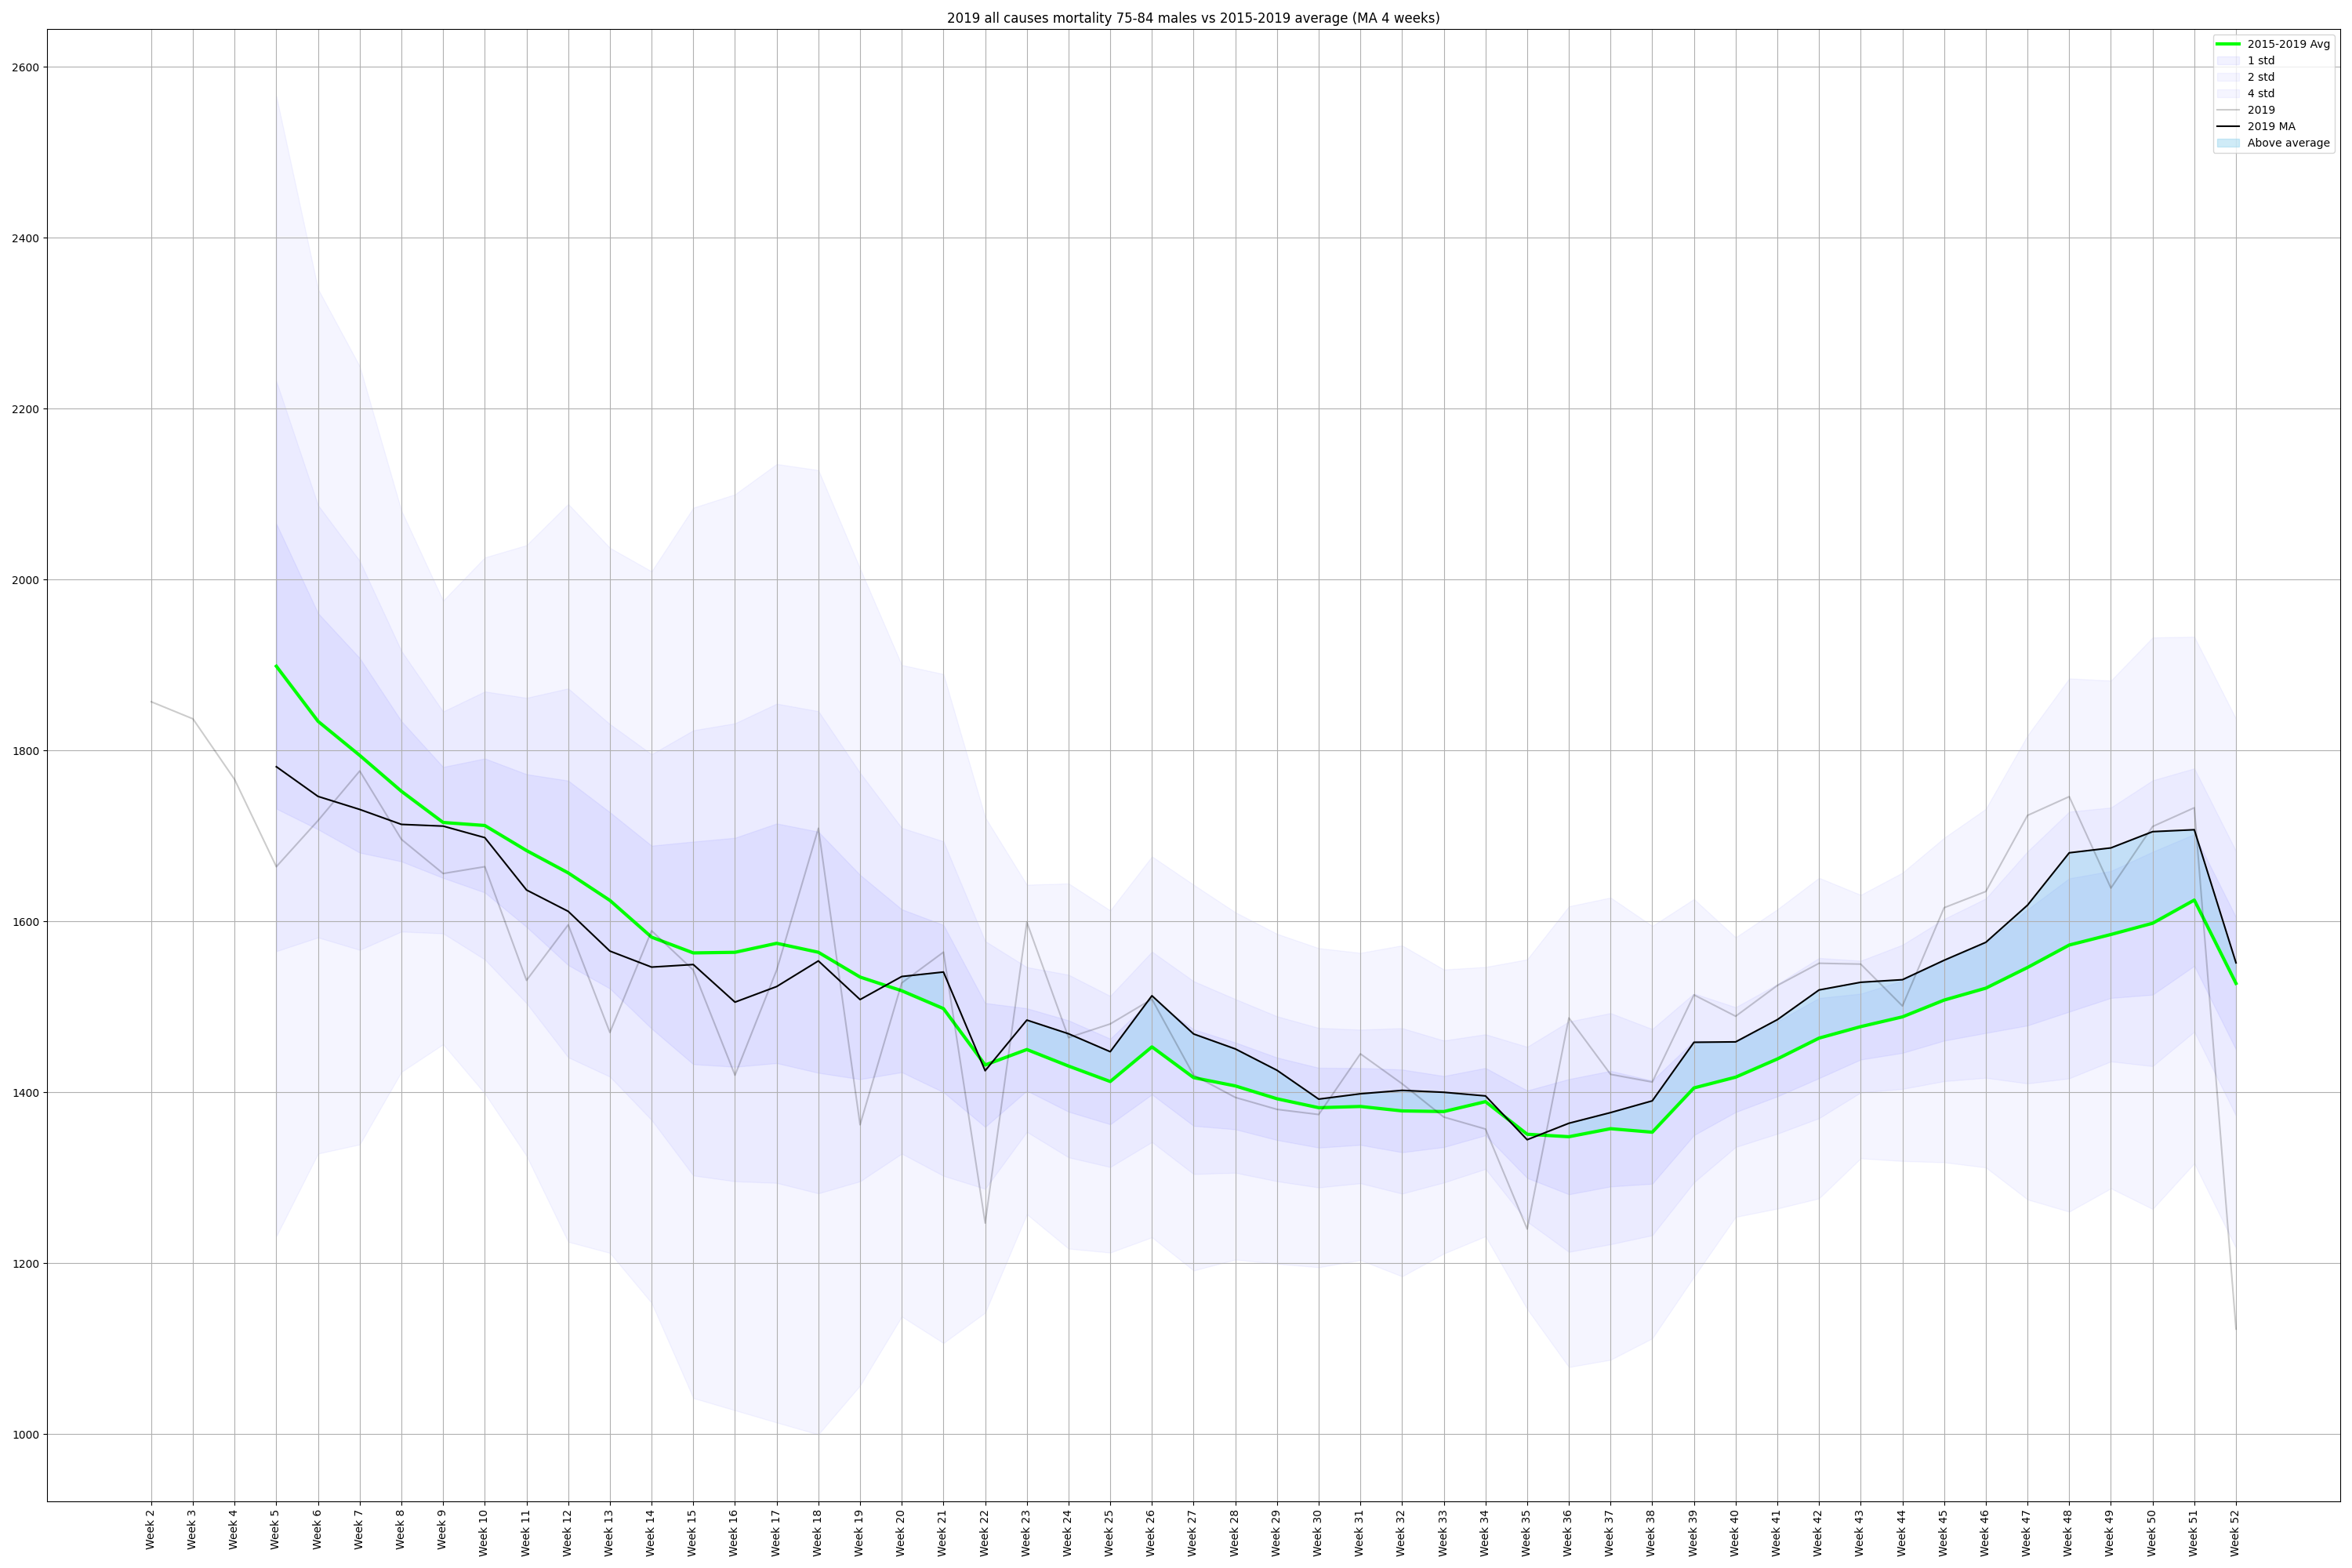 2019 all causes mortality 75-84 males vs 2015-2019 average (MA 4 weeks)
2015-2019 Avg
1 std
2 std
4 std
2019
2019 MA
Above average
2600
2400
2200
2000
1800
1600
1400
1200
1000
Week 2
Week 3
Week 4
Week 5
Week 6
Week 7
Week 8
Week 9
Week 10
Week 11
Week 12
Week 13
Week 14
Week 15
Week 16
Week 17
Week 18
Week 19
Week 20
Week 21
Week 22
Week 23
Week 24
Week 25
Week 26
Week 27
Week 28
Week 29
Week 30
Week 31
Week 32
Week 33
Week 34
Week 35
Week 36
Week 37
Week 38
Week 39
Week 40
Week 41
Week 42
Week 43
Week 44
Week 45
Week 46
Week 47
Week 48
Week 49
Week 50
Week 51
Week 52